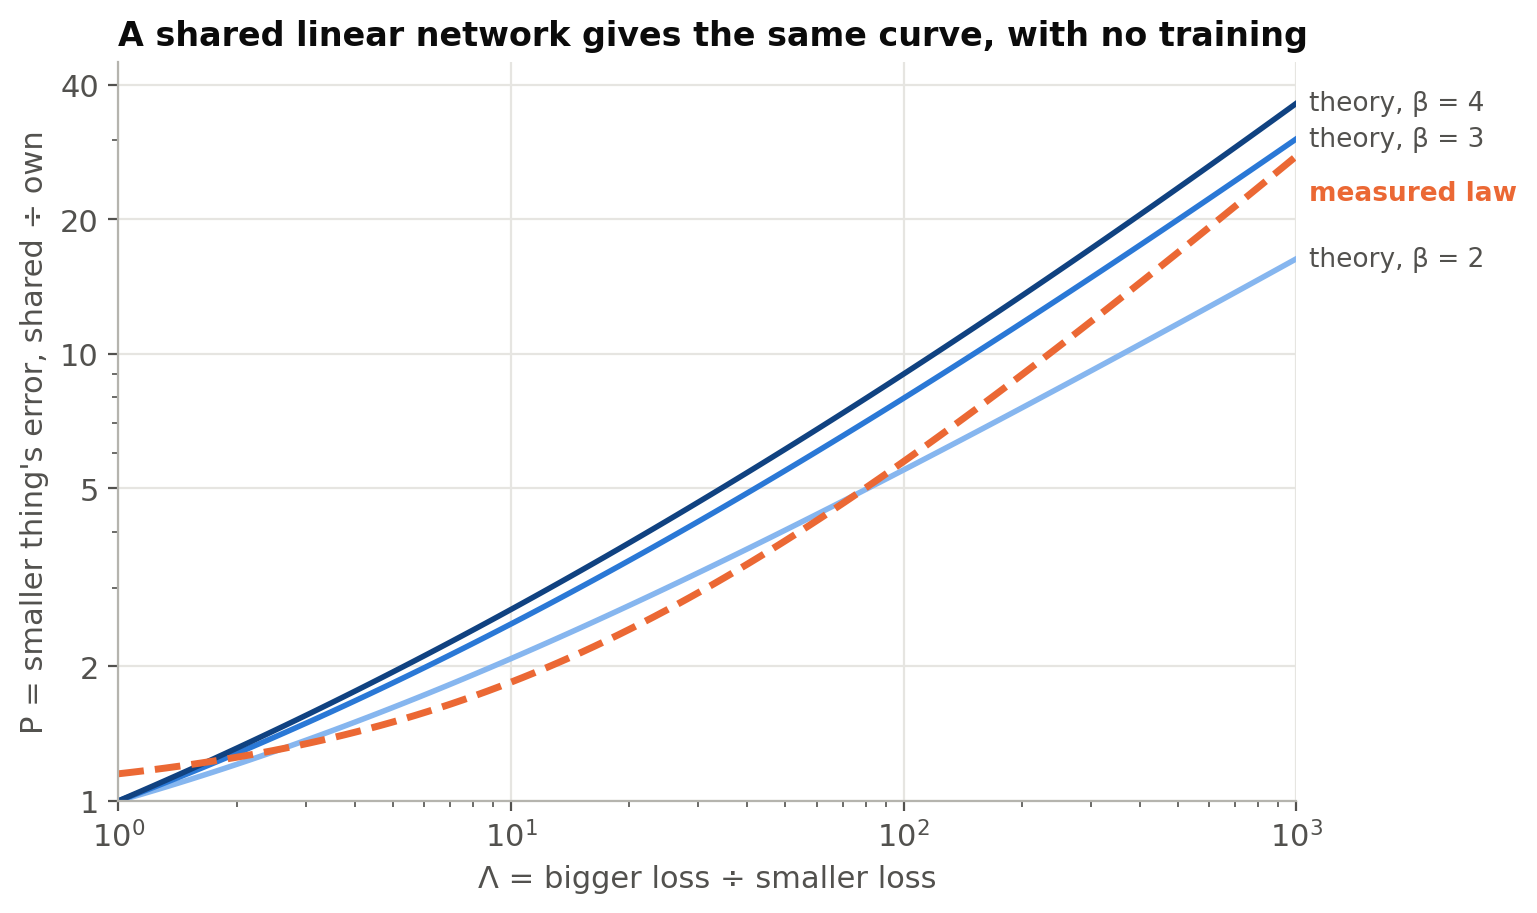 A shared linear network gives the same curve, with no training
P = smaller thing's error, shared ÷ own
40
20
10
5
2
1
theory, β = 4
theory, β = 3
measured law
theory, β = 2
10⁰
10¹
10²
10³
Λ = bigger loss ÷ smaller loss